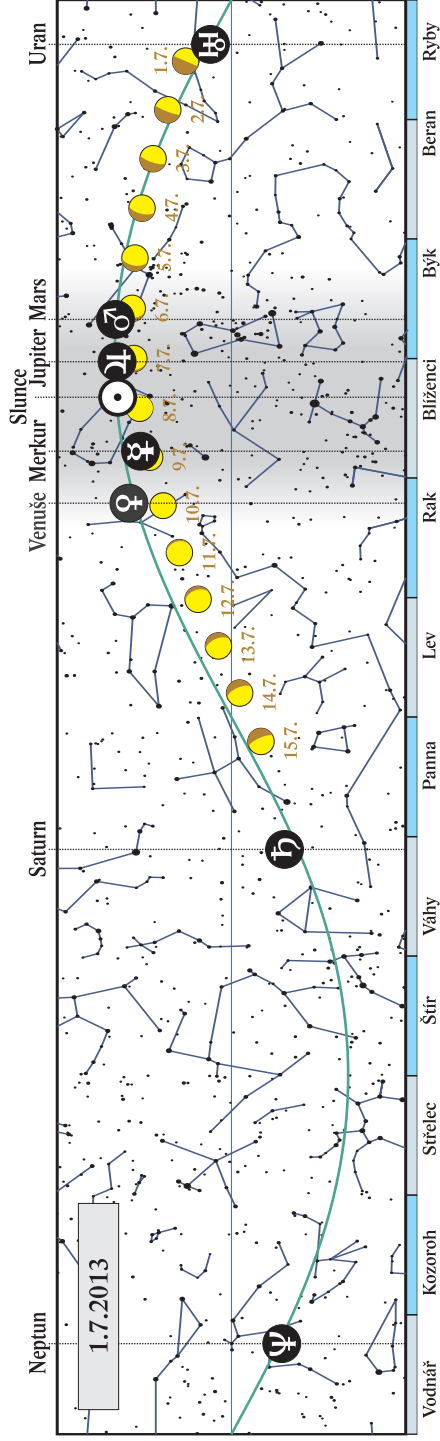 Neptun Saturn Venuše Merkur Slunce Jupiter Mars Uran
1.7.2013
15.7. 14.7. 13.7. 12.7. 11.7. 10.7. 9.7. 8.7. 7.7. 6.7. 5.7. 4.7. 3.7. 2.7. 1.7.
Vodnář Kozoroh Střelec Štír Váhy Panna Lev Rak Blíženci Býk Beran Ryby